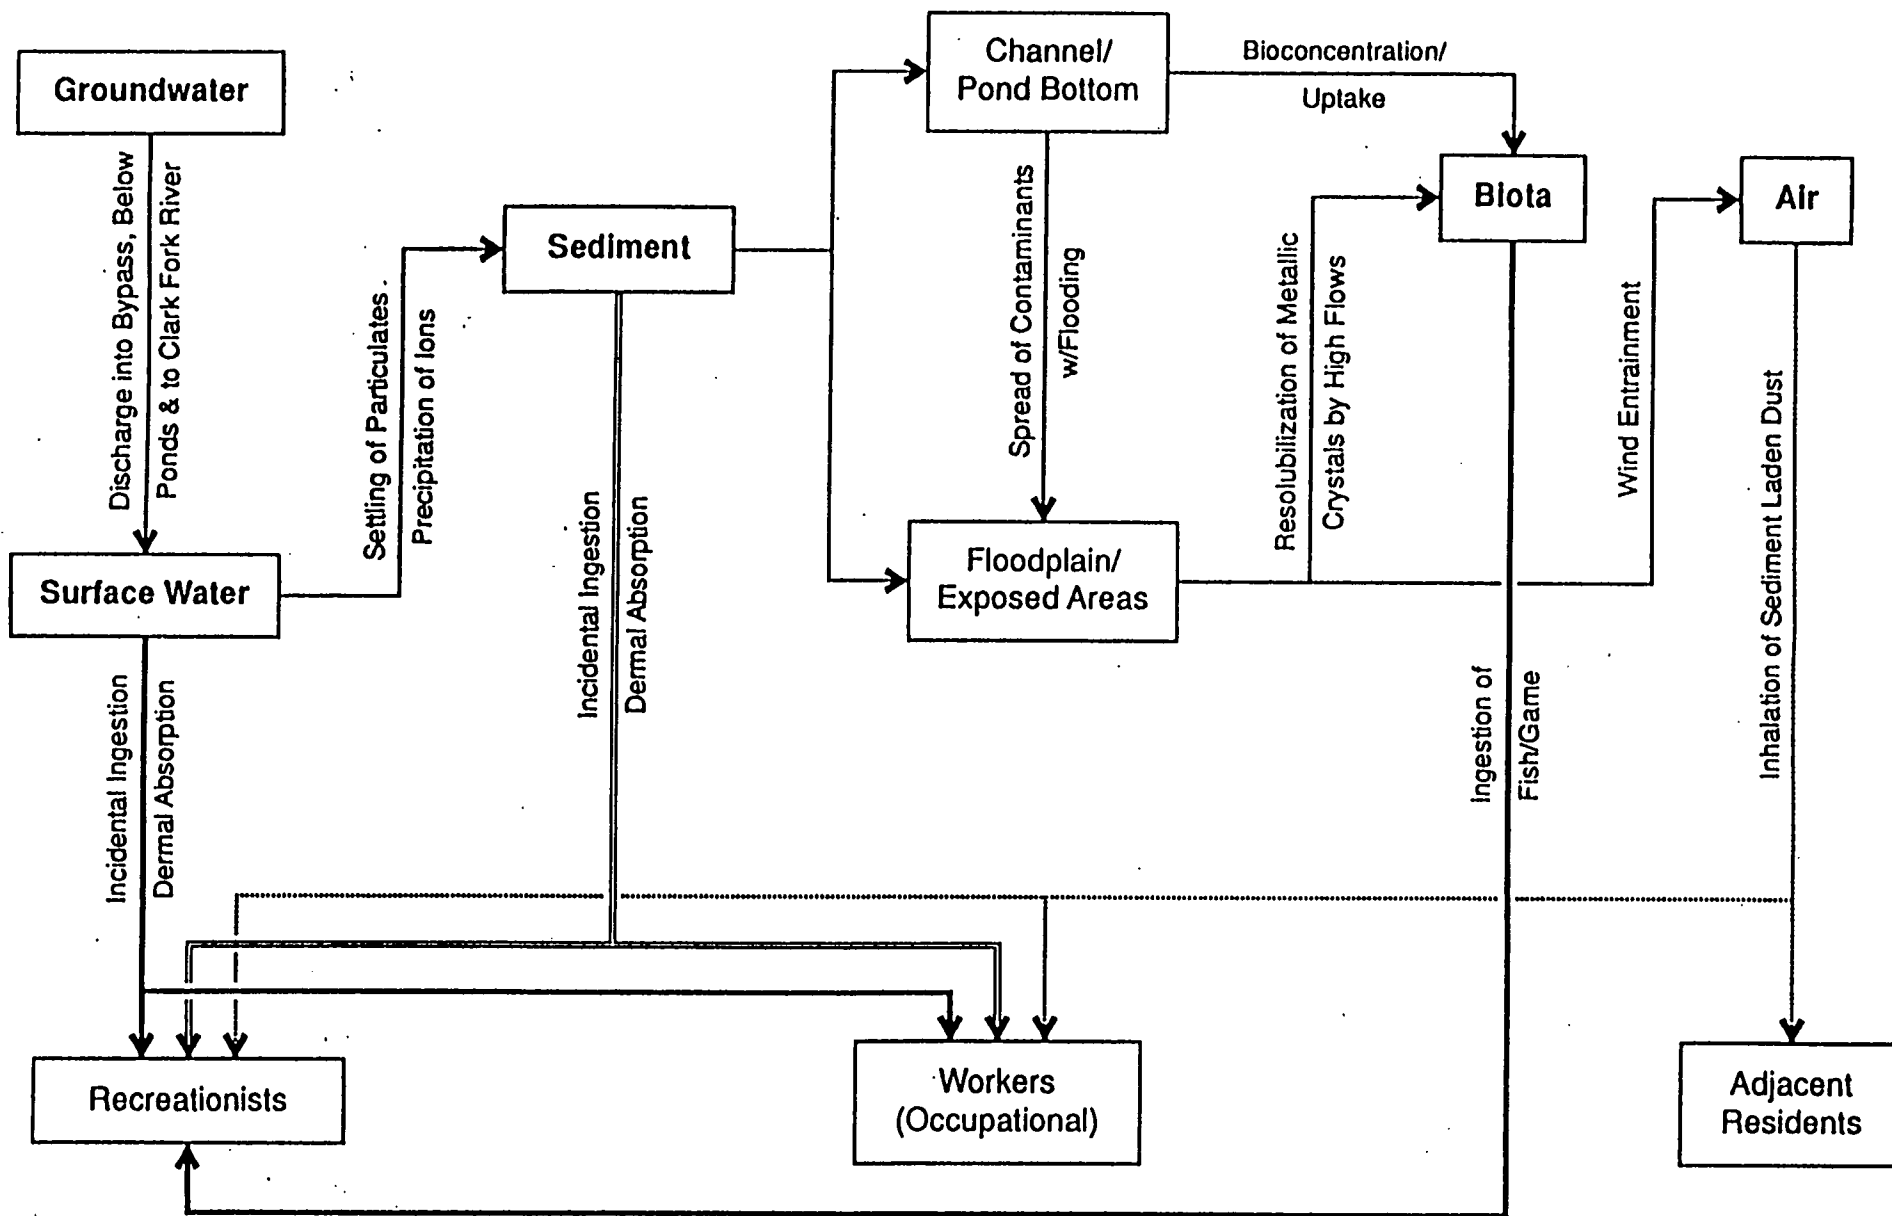 Channel/
Pond Bottom
Bioconcentration/
Uptake
Groundwater
Discharge into Bypass, Below
Ponds & to Clark Fork River
Sediment
Biota
Air
Settling of Particulates
Precipitation of Ions
Spread of Contaminants
w/Flooding
Resolubilization of Metallic
Crystals by High Flows
Wind Entrainment
Inhalation of Sediment Laden Dust
Surface Water
Floodplain/
Exposed Areas
Incidental Ingestion
Dermal Absorption
Incidental Ingestion
Dermal Absorption
Ingestion of
Fish/Game
Recreationists
Workers
(Occupational)
Adjacent
Residents